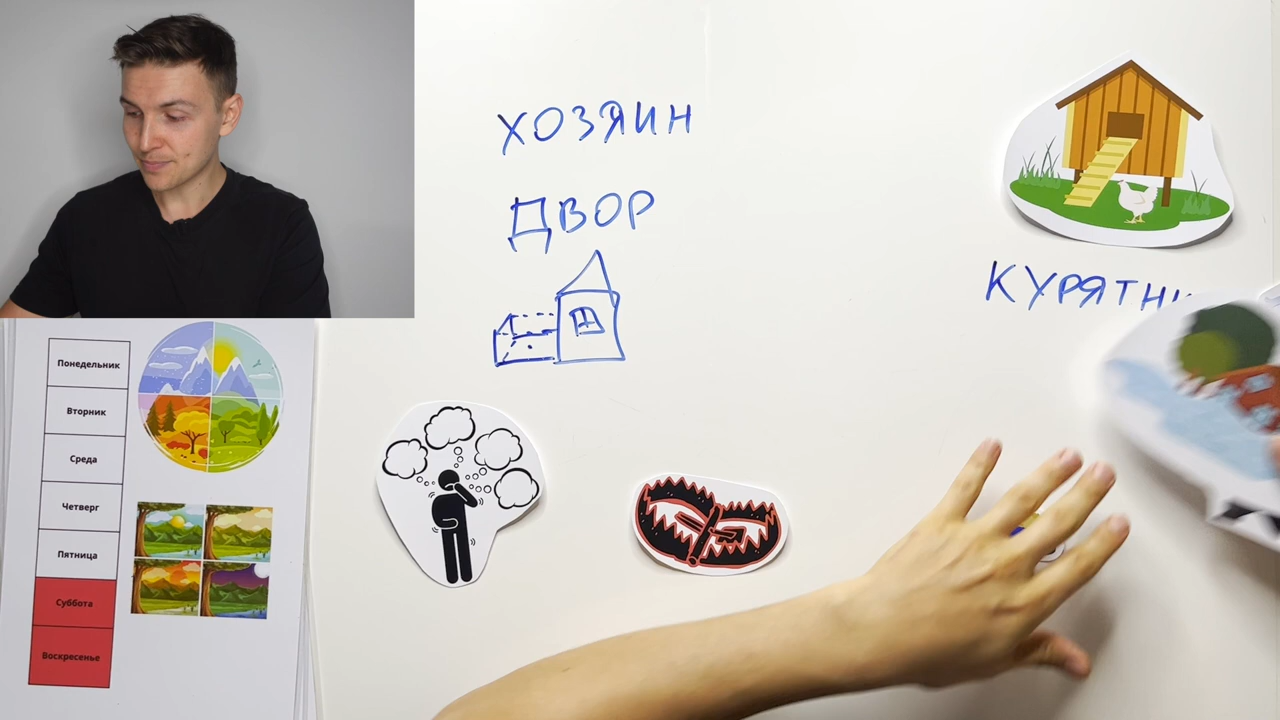 ХОЗЯИН
ДВОР
Понедельник
Вторник
Среда
Четверг
Пятница
Суббота
Воскресенье